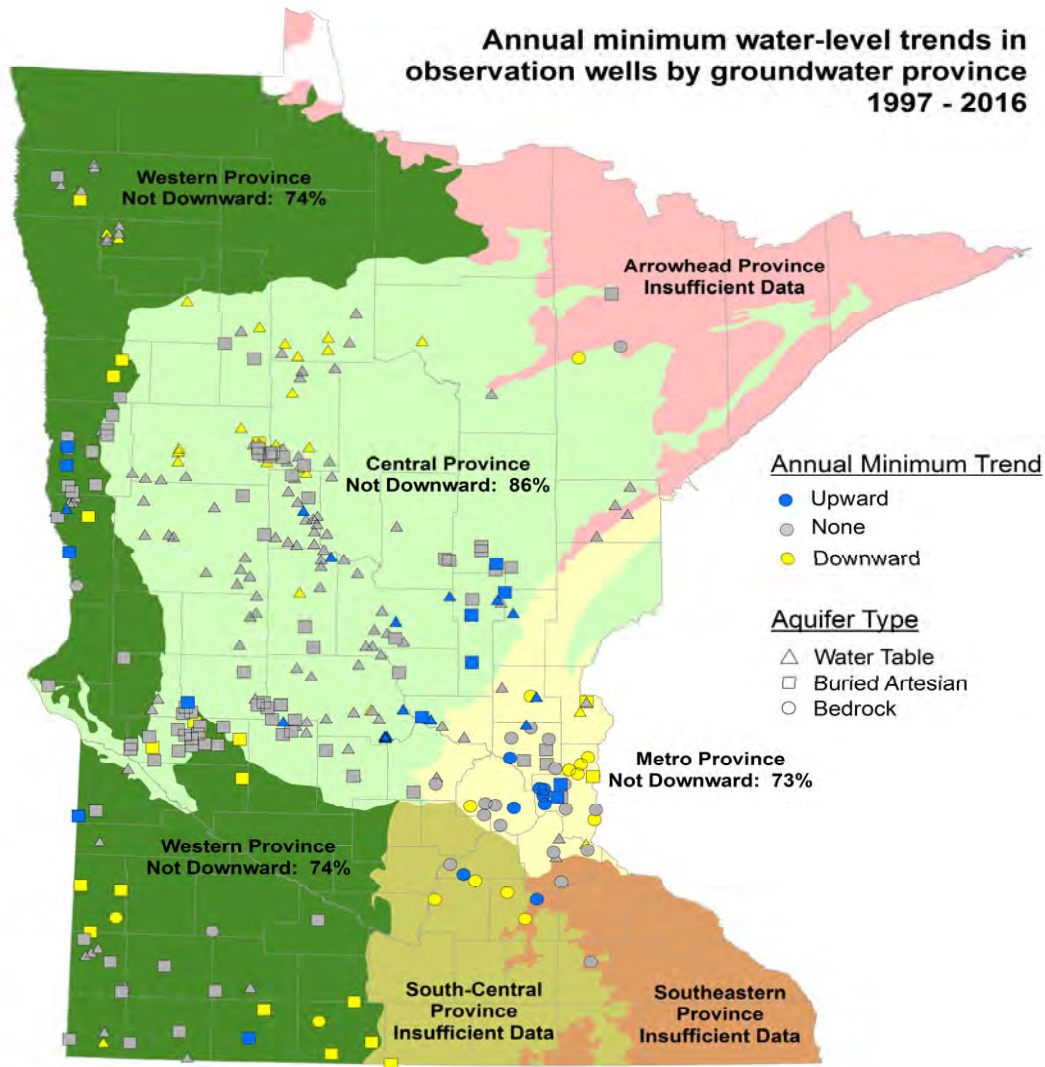 Annual minimum water-level trends in
observation wells by groundwater province
1997 - 2016
Western Province
Not Downward: 74%
Arrowhead Province
Insufficient Data
Central Province
Not Downward: 86%
Annual Minimum Trend
Upward
None
Downward
Aquifer Type
Water Table
Buried Artesian
Bedrock
Metro Province
Not Downward: 73%
Western Province
Not Downward: 74%
South-Central
Province
Insufficient Data
Southeastern
Province
Insufficient Data